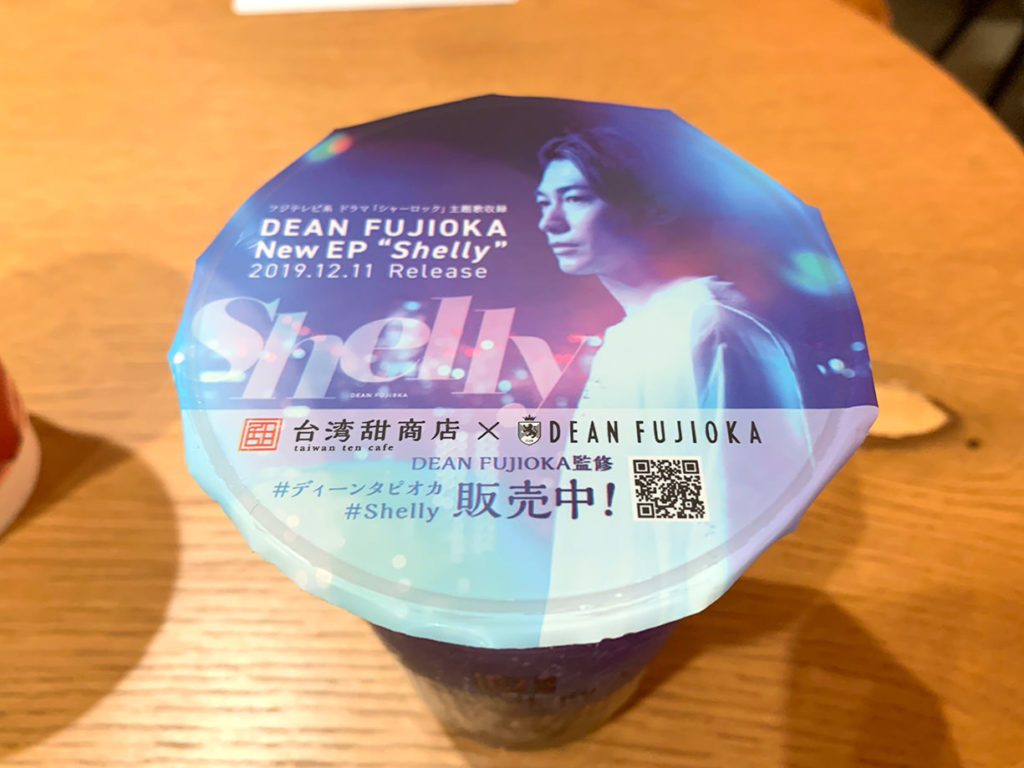 フジテレビ系 ドラマ「シャーロック」主題歌収録
DEAN FUJIOKA
New EP “Shelly”
2019.12.11 Release
Shelly
DEAN FUJIOKA
台湾甜商店 × DEAN FUJIOKA
taiwan ten cafe
DEAN FUJIOKA監修
#ディーンタピオカ
#Shelly 販売中!